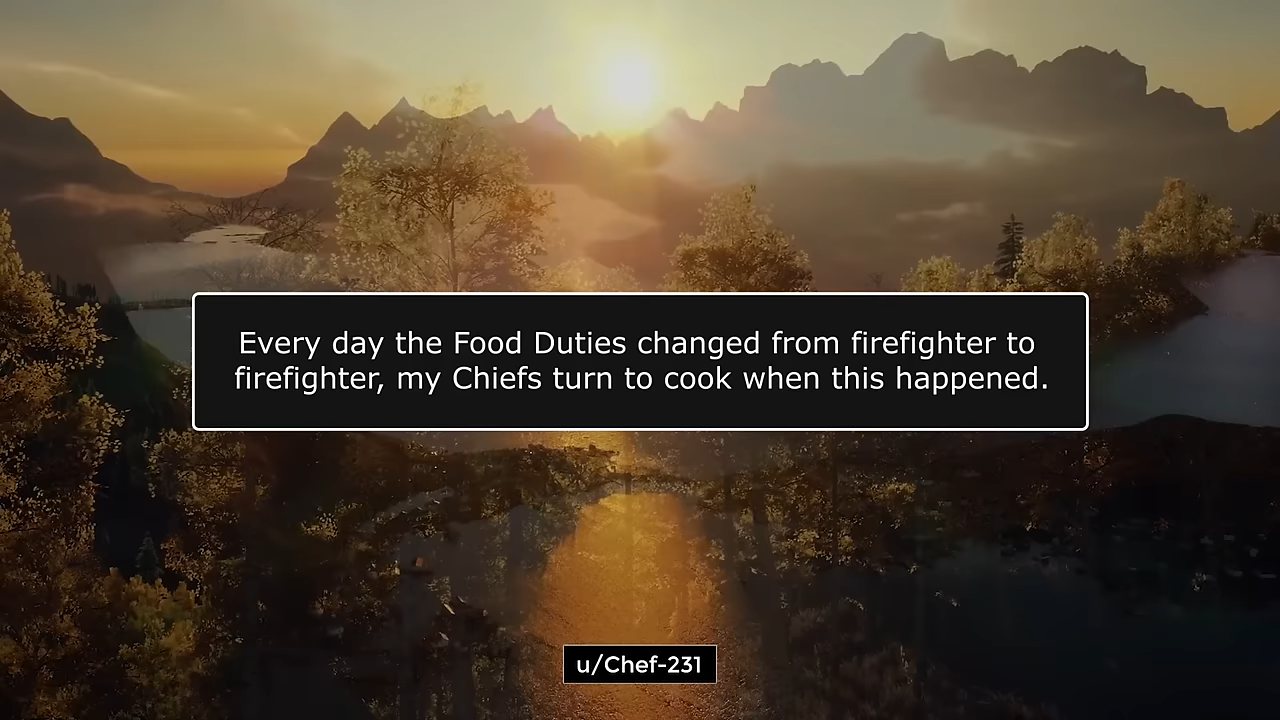 Every day the Food Duties changed from firefighter to
firefighter, my Chiefs turn to cook when this happened.
u/Chef-231